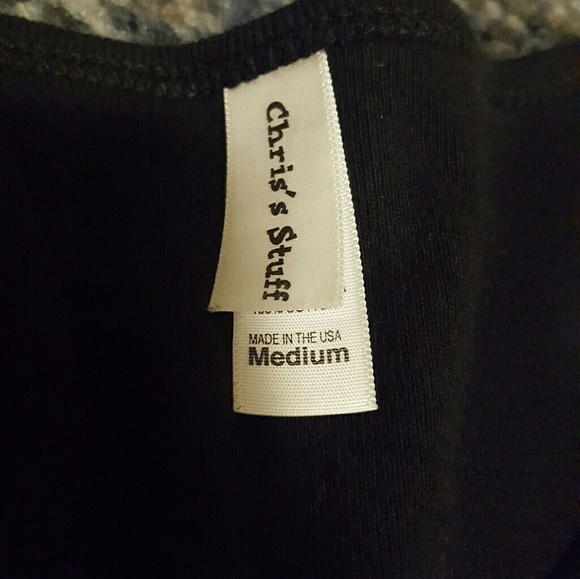 Chris's Stuff
MADE IN THE USA
Medium